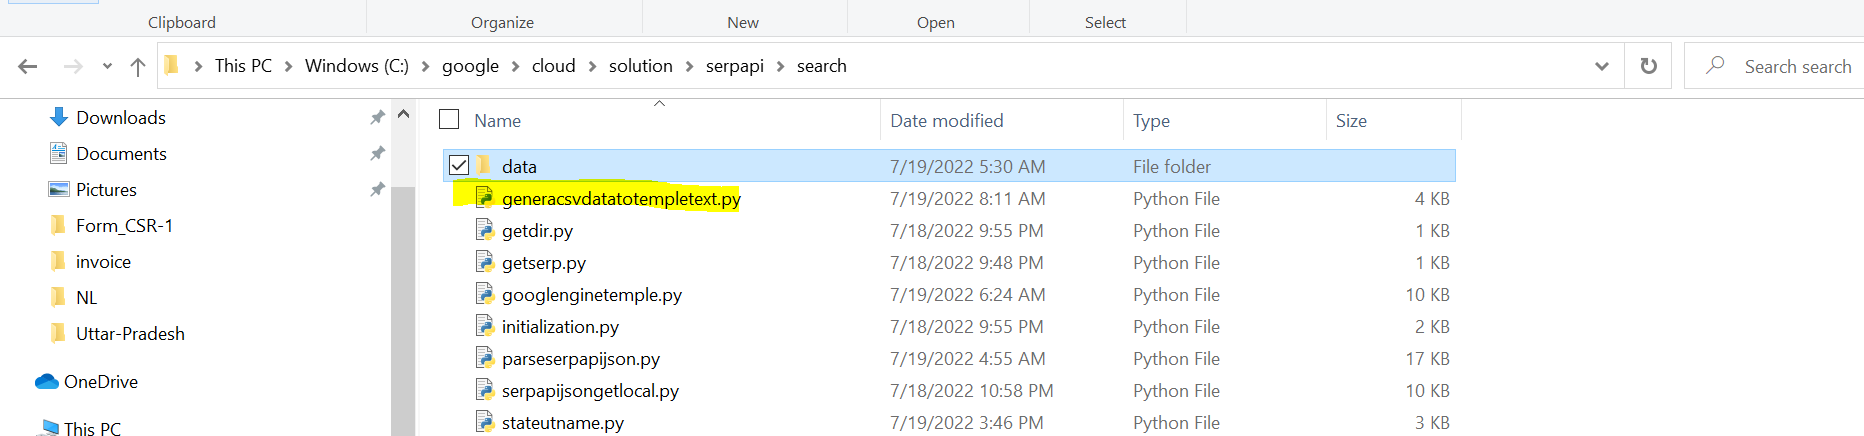 Clipboard Organize New Open Select
This PC Windows (C:) google cloud solution serpapi search Search search
Downloads
Documents
Pictures
Form_CSR-1
invoice
NL
Uttar-Pradesh
OneDrive
This PC
Name Date modified Type Size
data 7/19/2022 5:30 AM File folder
generacsvdatatotempletext.py 7/19/2022 8:11 AM Python File 4 KB
getdir.py 7/18/2022 9:55 PM Python File 1 KB
getserp.py 7/18/2022 9:48 PM Python File 1 KB
googlenginetemple.py 7/19/2022 6:24 AM Python File 10 KB
initialization.py 7/18/2022 9:55 PM Python File 2 KB
parseserpapijson.py 7/19/2022 4:55 AM Python File 17 KB
serpapijsongetlocal.py 7/18/2022 10:58 PM Python File 10 KB
stateutname.py 7/19/2022 3:46 PM Python File 3 KB